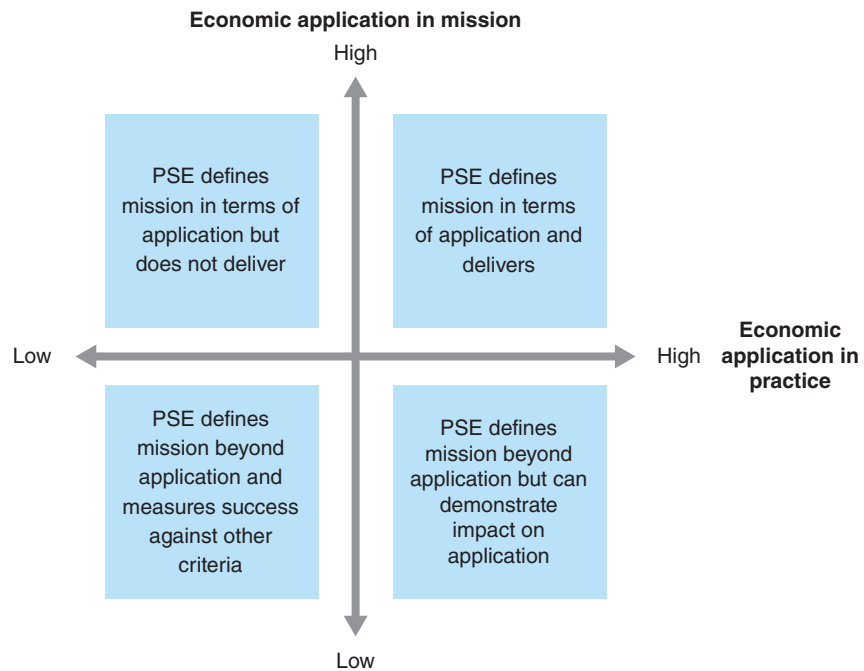 Economic application in mission
High
PSE defines
mission in terms of
application but
does not deliver
PSE defines
mission in terms
of application and
delivers
Low
High
Economic
application in
practice
PSE defines
mission beyond
application and
measures success
against other
criteria
PSE defines
mission beyond
application but can
demonstrate
impact on
application
Low